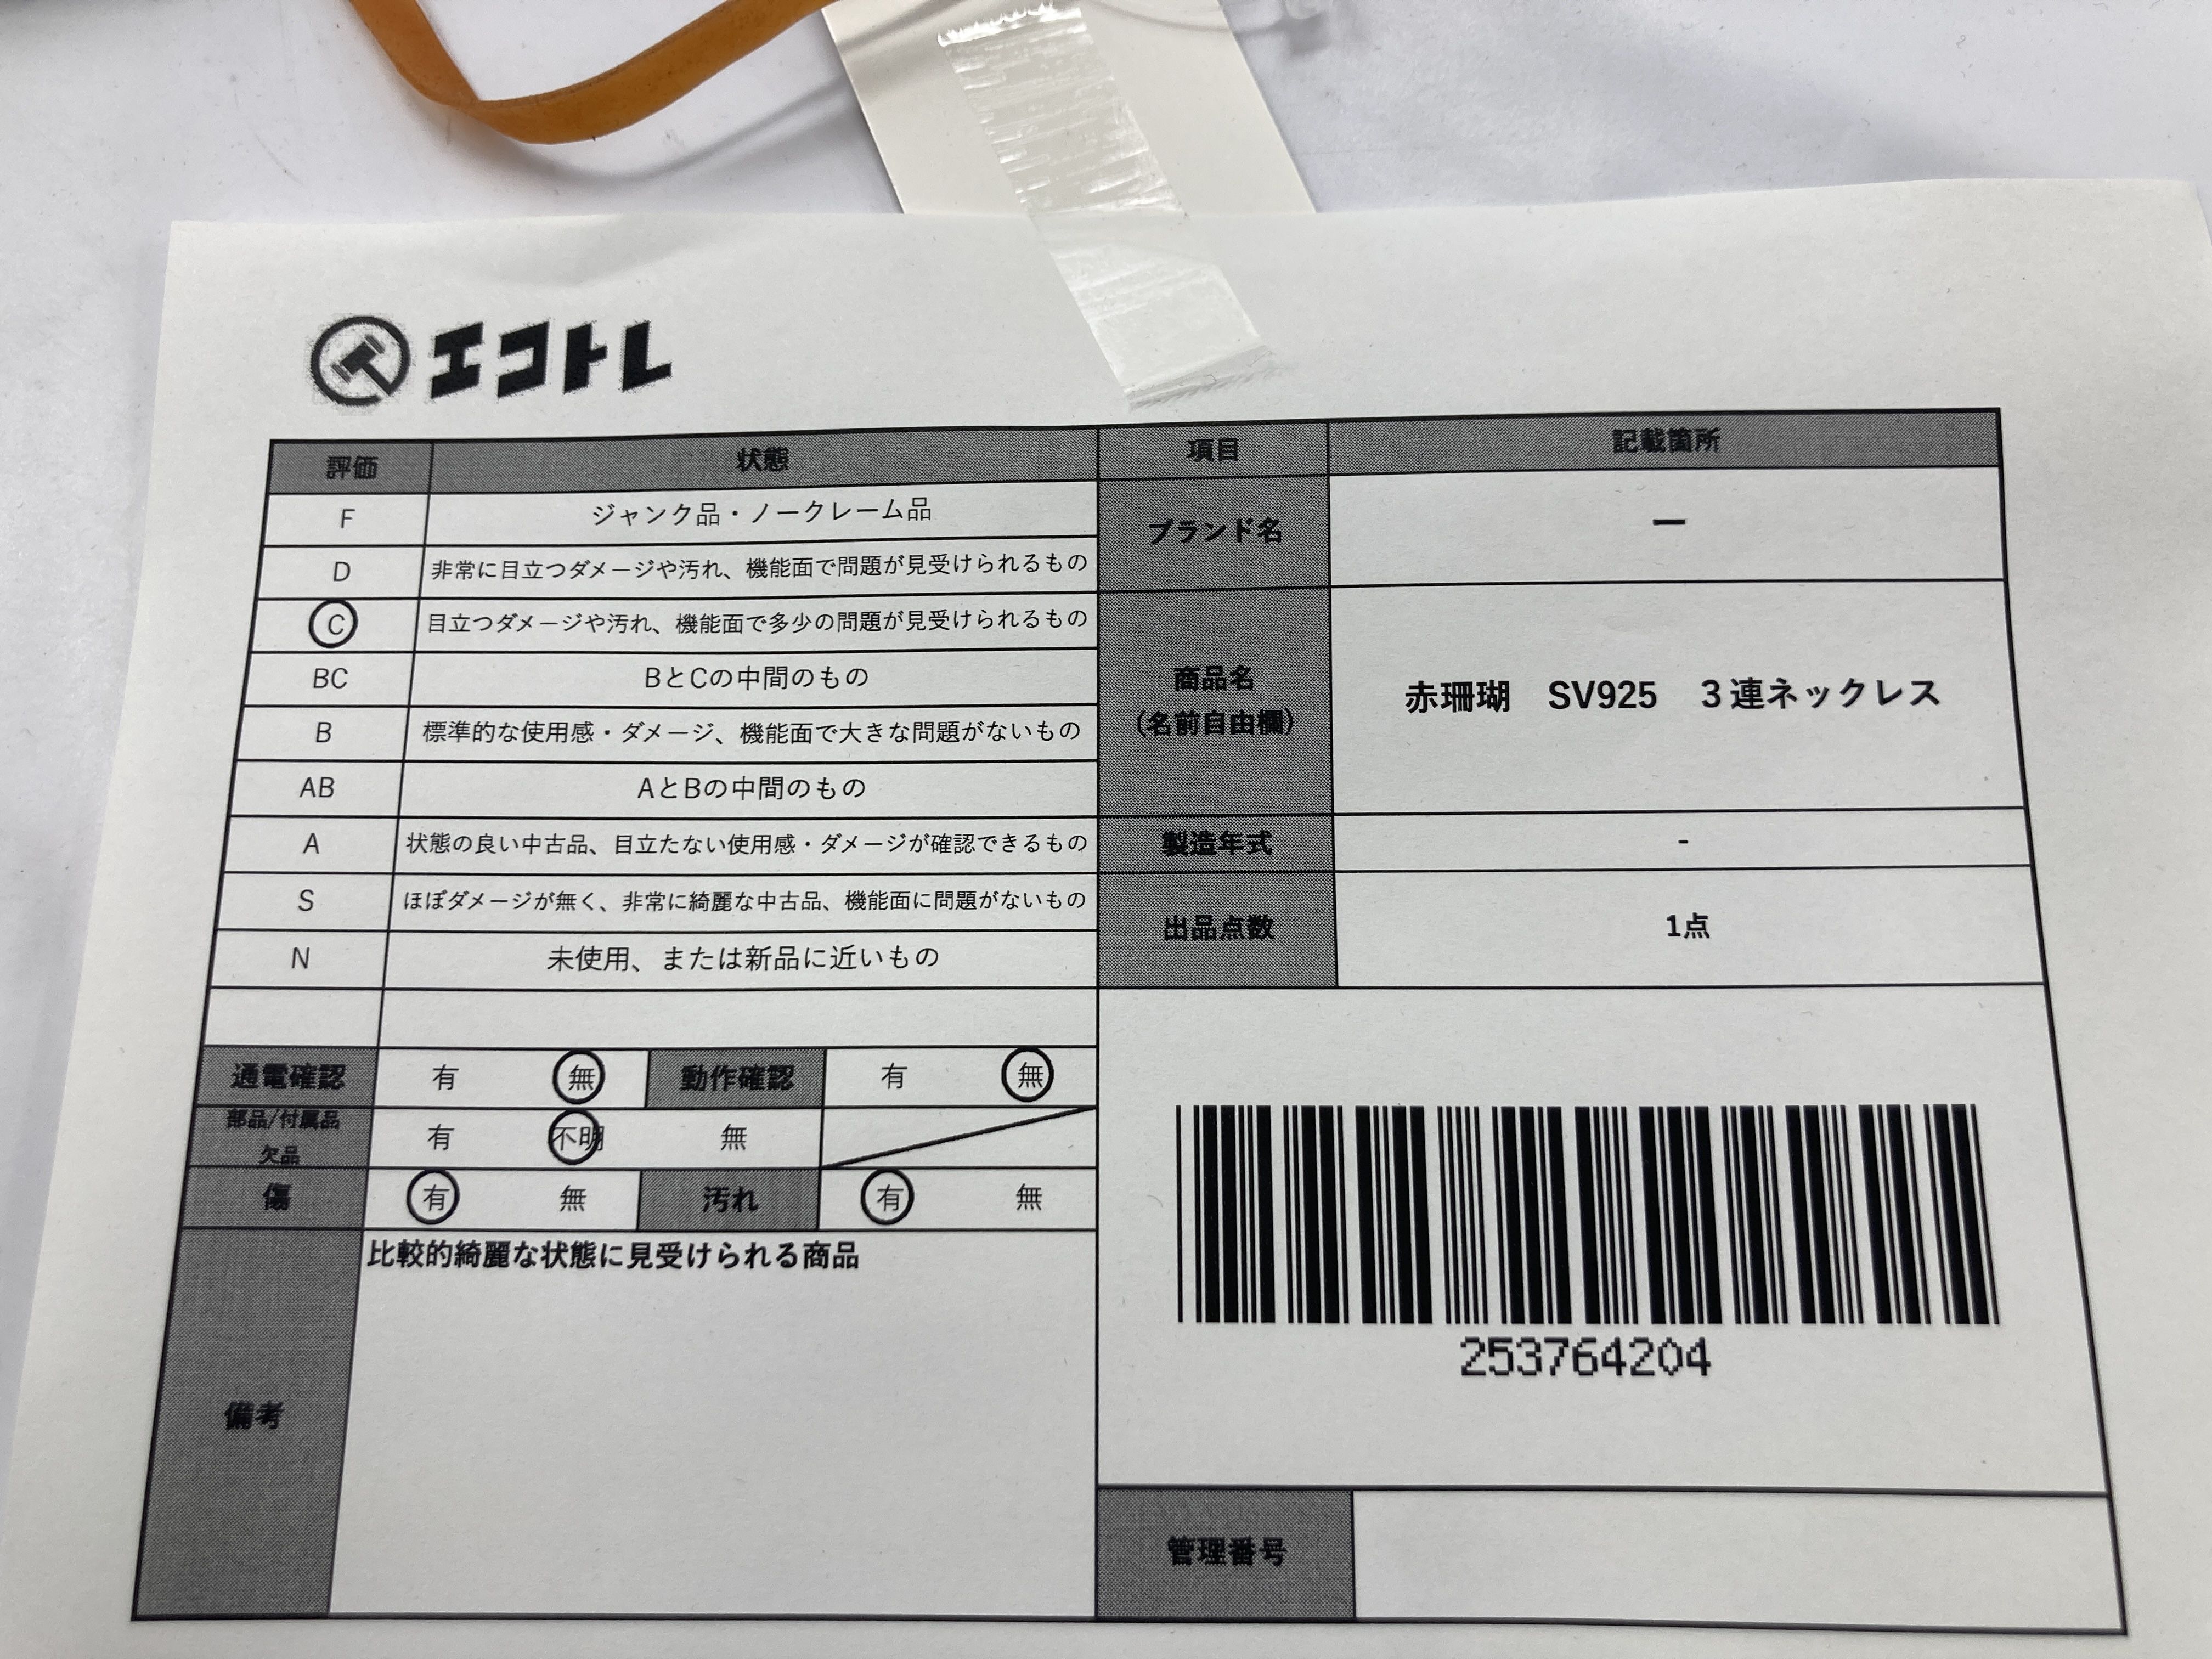 エコトレ
評価 状態
F ジャンク品・ノークレーム品
D 非常に目立つダメージや汚れ、機能面で問題が見受けられるもの
C 目立つダメージや汚れ、機能面で多少の問題が見受けられるもの
BC BとCの中間のもの
B 標準的な使用感・ダメージ、機能面で大きな問題がないもの
AB AとBの中間のもの
A 状態の良い中古品、目立たない使用感・ダメージが確認できるもの
S ほぼダメージが無く、非常に綺麗な中古品、機能面に問題がないもの
N 未使用、または新品に近いもの
通電確認 有 無 動作確認 有 無
部品/付属品
欠品 有 不明 無
傷 有 無 汚れ 有 無
備考 比較的綺麗な状態に見受けられる商品
項目 記載箇所
ブランド名 ー
商品名
(名前自由欄) 赤珊瑚 SV925 3連ネックレス
製造年式 -
出品点数 1点
253764204
管理番号